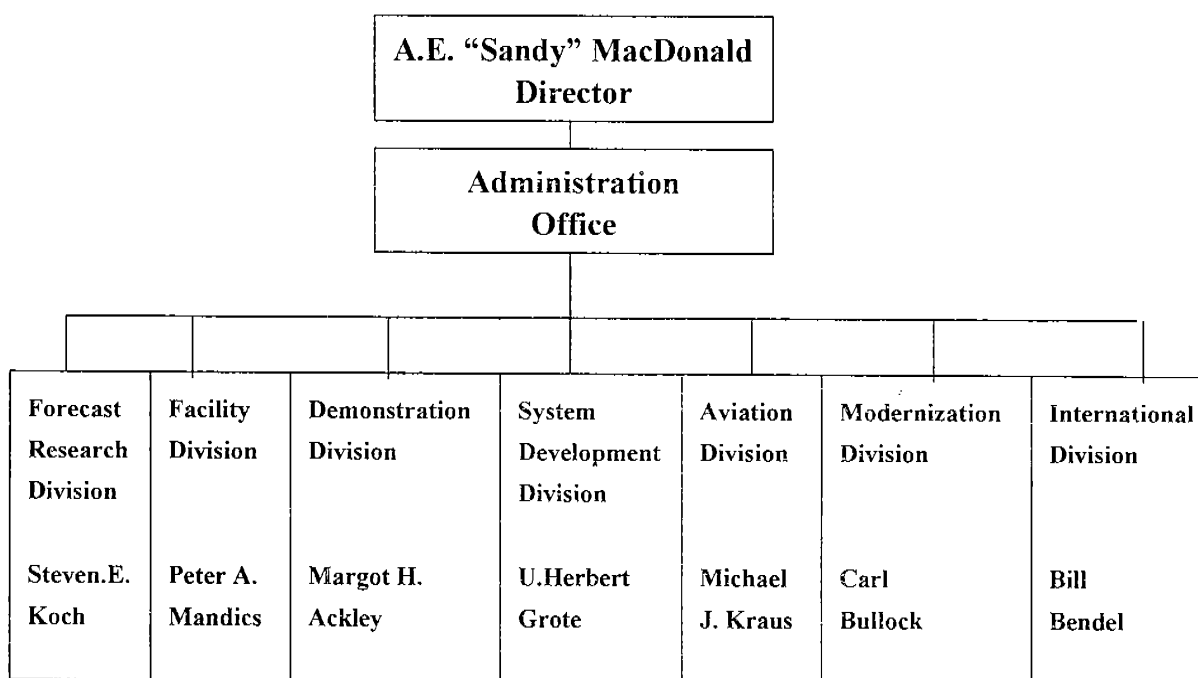 A.E. “Sandy” MacDonald
Director
Administration
Office
Forecast
Research
Division
Steven.E.
Koch
Facility
Division
Peter A.
Mandics
Demonstration
Division
Margot H.
Ackley
System
Development
Division
U.Herbert
Grote
Aviation
Division
Michael
J. Kraus
Modernization
Division
Carl
Bullock
International
Division
Bill
Bendel